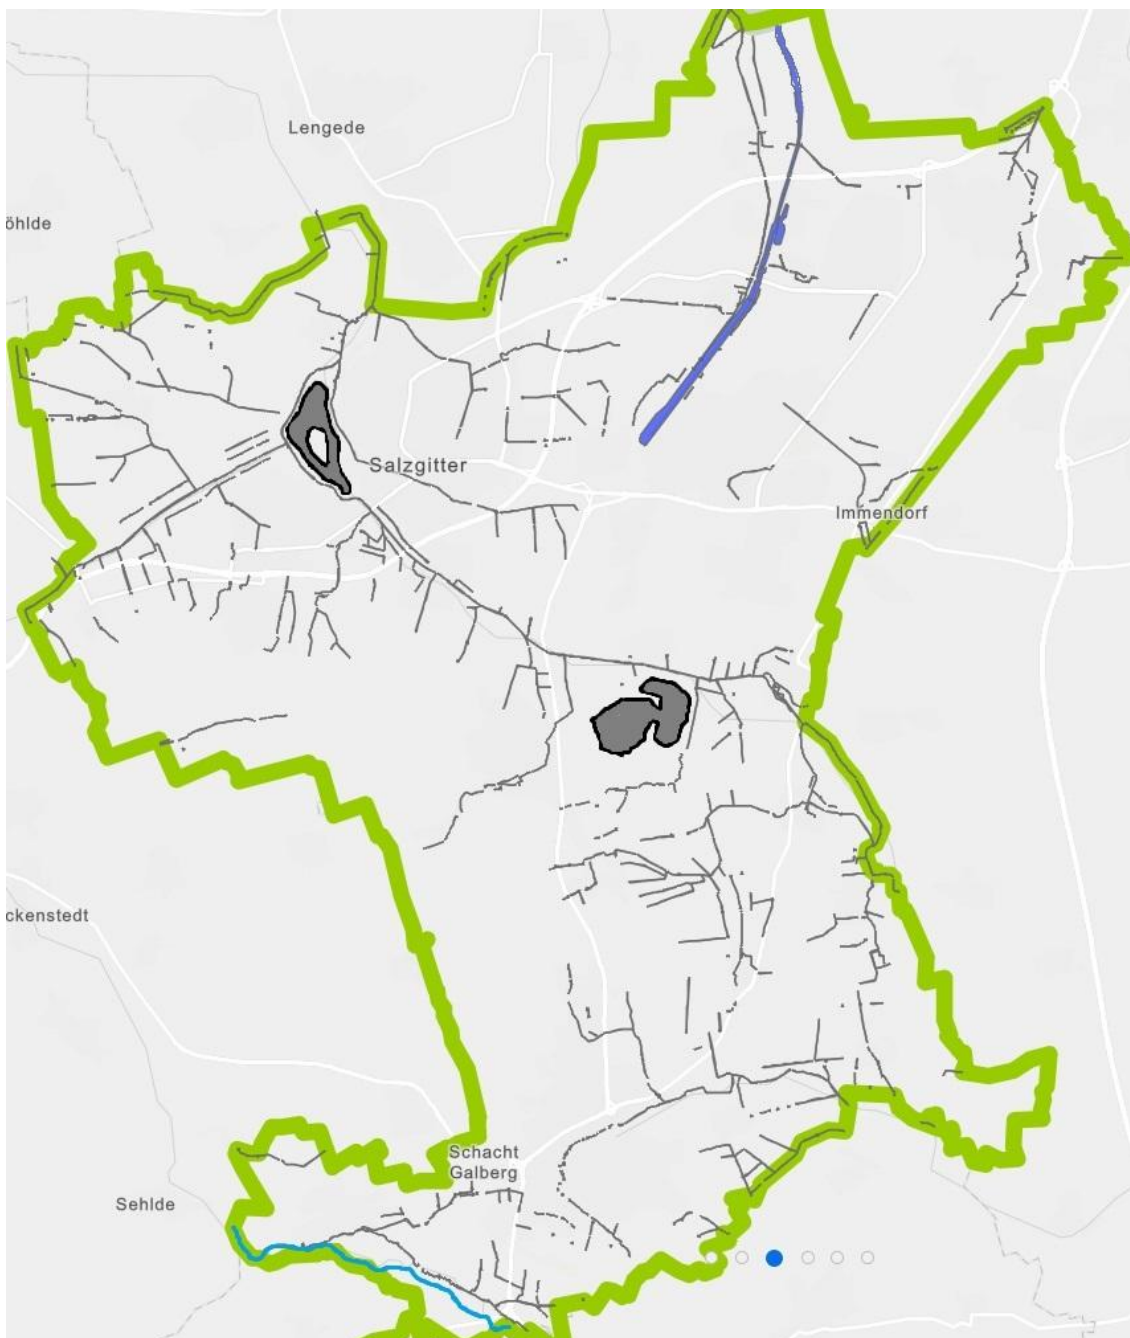 Lengede
öhlde
Salzgitter
Immendorf
ckenstedt
Schacht
Galberg
Sehlde